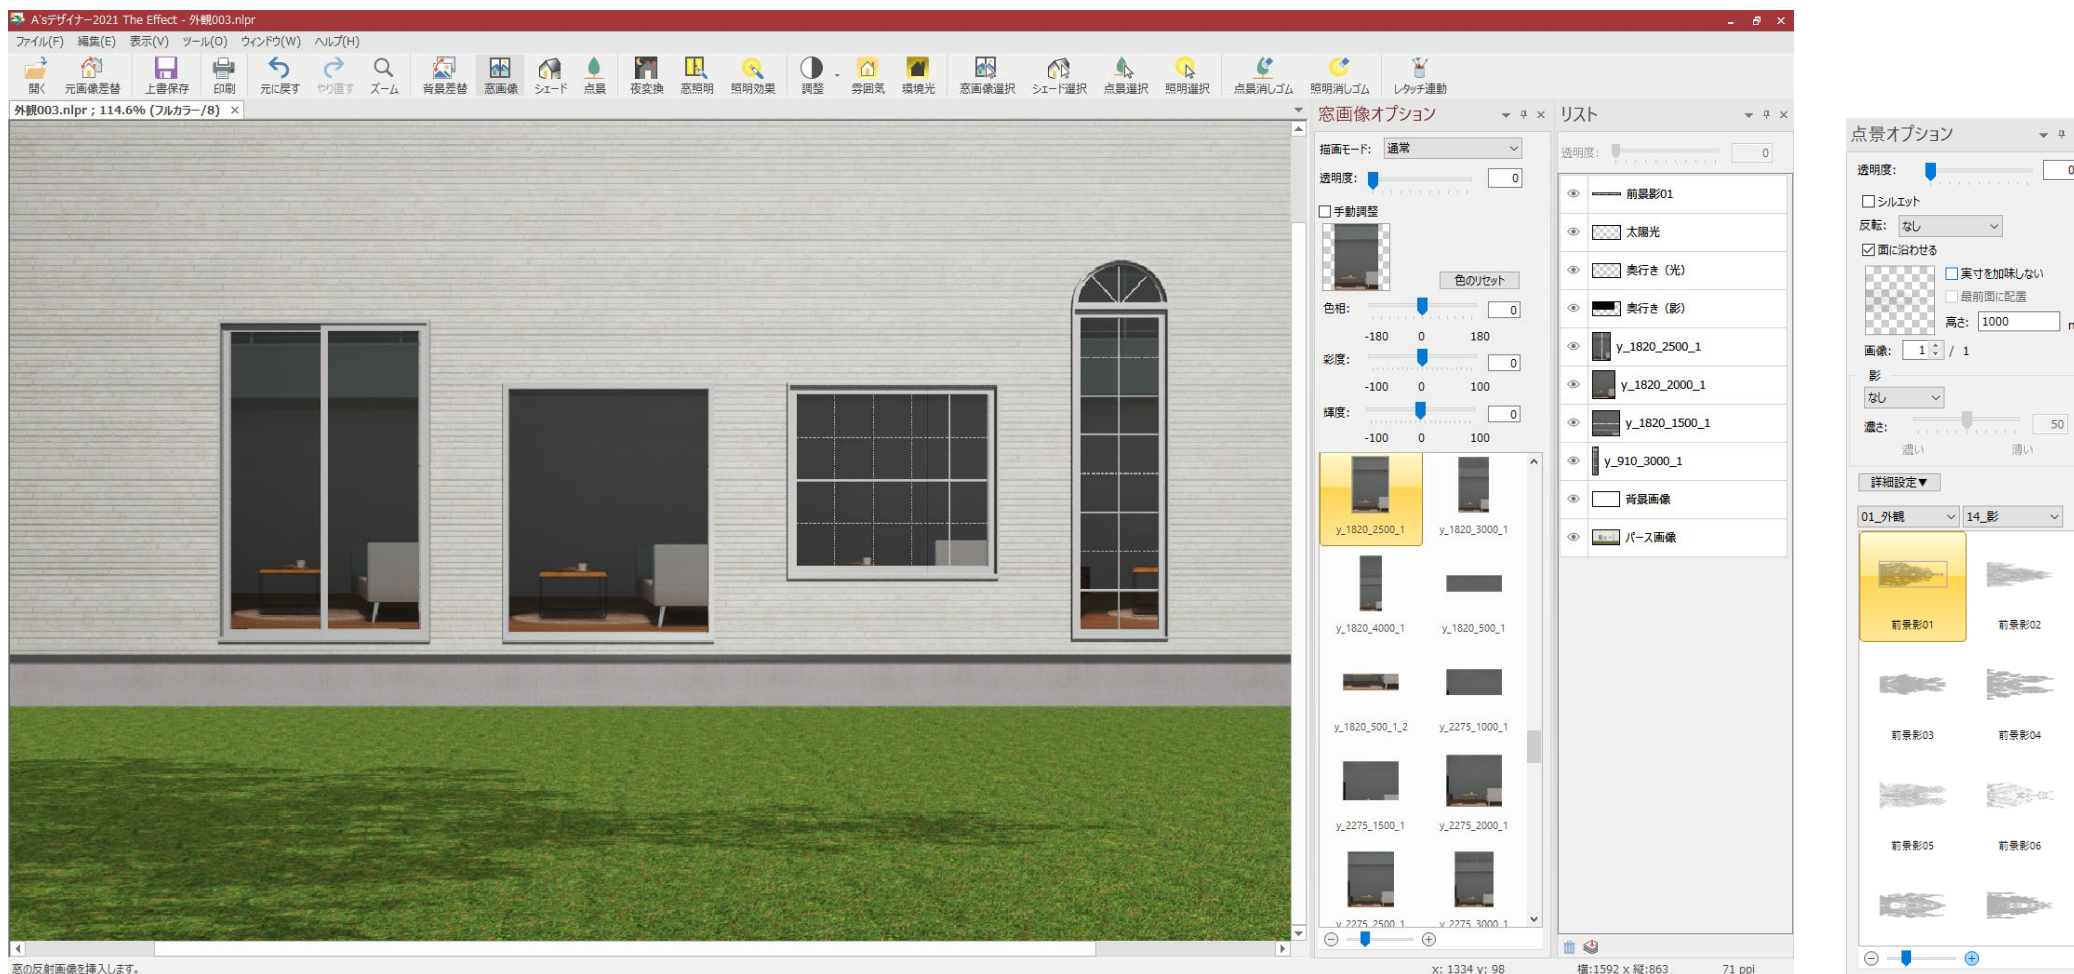 A'sデザイナー2021 The Effect - 外観003.nlpr
ファイル(F) 編集(E) 表示(V) ツール(O) ウィンドウ(W) ヘルプ(H)
開く 元画像差替 上書保存 印刷 元に戻す やり直す ズーム 背景差替 窓画像 シェード 点景 夜変換 窓照明 照明効果 調整 雰囲気 環境光 窓画像選択 シェード選択 点景選択 照明選択 点景消しゴム 照明消しゴム レタッチ連動
外観003.nlpr ; 114.6% (フルカラー/8) ×
窓画像オプション
描画モード: 通常
透明度: 0
手動調整
色のリセット
色相: 0
-180 0 180
彩度: 0
-100 0 100
輝度: 0
-100 0 100
y_1820_2500_1 y_1820_3000_1
y_1820_4000_1 y_1820_500_1
y_1820_500_1_2 y_2275_1000_1
y_2275_1500_1 y_2275_2000_1
y_2275_2500_1 y_2275_3000_1
リスト
透明度: 0
前景影01
太陽光
奥行き（光）
奥行き（影）
y_1820_2500_1
y_1820_2000_1
y_1820_1500_1
y_910_3000_1
背景画像
パース画像
点景オプション
透明度: 0
シルエット
反転: なし
面に沿わせる
実寸を加味しない
最前面に配置
高さ: 1000
画像: 1 / 1
影
なし
濃さ: 50
濃い 薄い
詳細設定▼
01_外観 14_影
前景影01 前景影02
前景影03 前景影04
前景影05 前景影06
窓の反射画像を挿入します。
x: 1334 y: 98 横:1592 x 縦:863 71 ppi